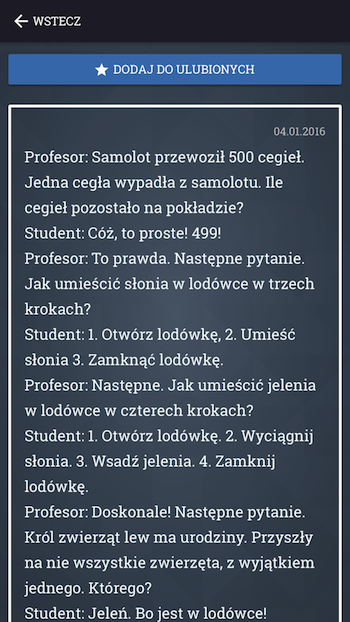 WSTECZ
DODAJ DO ULUBIONYCH
04.01.2016
Profesor: Samolot przewoził 500 cegieł.
Jedna cegła wypadła z samolotu. Ile
cegieł pozostało na pokładzie?
Student: Cóż, to proste! 499!
Profesor: To prawda. Następne pytanie.
Jak umieścić słonia w lodówce w trzech
krokach?
Student: 1. Otwórz lodówkę, 2. Umieść
słonia 3. Zamknąć lodówkę.
Profesor: Następne. Jak umieścić jelenia
w lodówce w czterech krokach?
Student: 1. Otwórz lodówkę. 2. Wyciągnij
słonia. 3. Wsadź jelenia. 4. Zamknij
lodówkę.
Profesor: Doskonale! Następne pytanie.
Król zwierząt lew ma urodziny. Przyszły
na nie wszystkie zwierzęta, z wyjątkiem
jednego. Którego?
Student: Jeleń. Bo jest w lodówce!